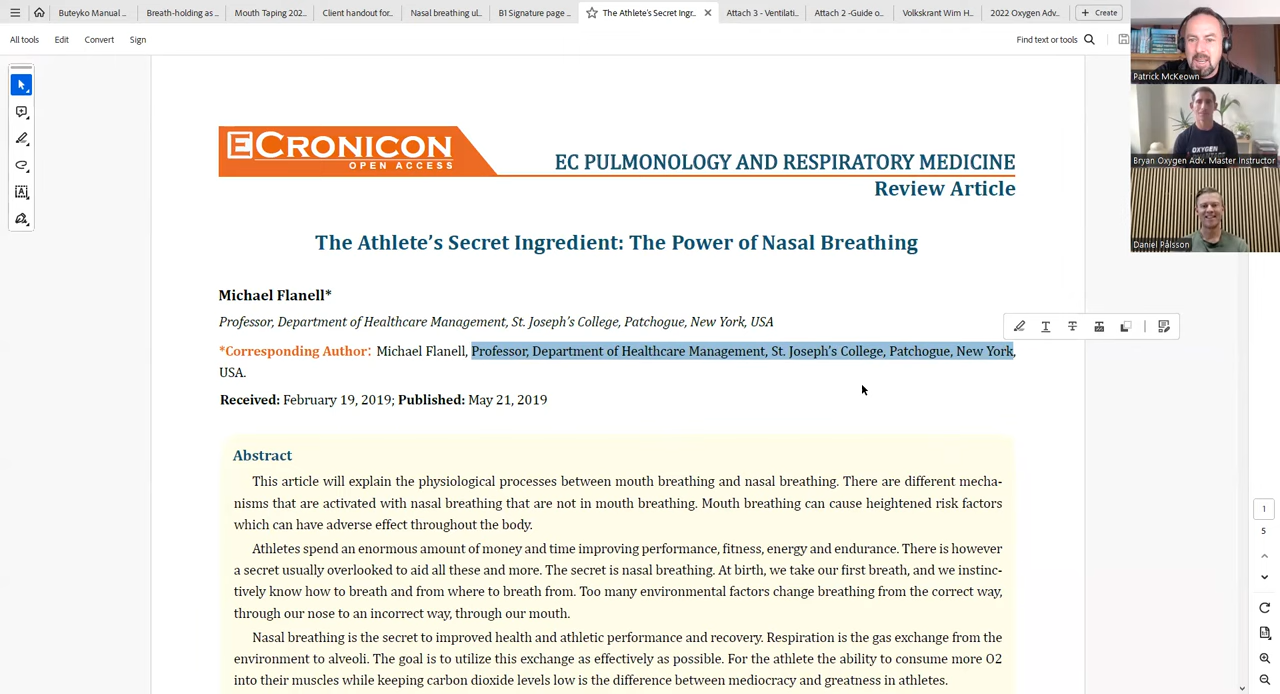 Buteyko Manual ...
Breath-holding as ...
Mouth Taping 202...
Client handout for...
Nasal breathing ul...
B1 Signature page ...
The Athlete's Secret Ingr...
Attach 3 - Ventilati...
Attach 2 -Guide o...
Volkskrant Wim H...
2022 Oxygen Adv...
+ Create
All tools
Edit
Convert
Sign
Find text or tools
Patrick McKeown
OXYGEN
Bryan Oxygen Adv. Master Instructor
Daniel Pålsson
ECRONICON
OPEN ACCESS
EC PULMONOLOGY AND RESPIRATORY MEDICINE
Review Article
The Athlete's Secret Ingredient: The Power of Nasal Breathing
Michael Flanell*
Professor, Department of Healthcare Management, St. Joseph's College, Patchogue, New York, USA
*Corresponding Author: Michael Flanell, Professor, Department of Healthcare Management, St. Joseph's College, Patchogue, New York,
USA.
Received: February 19, 2019; Published: May 21, 2019
Abstract
This article will explain the physiological processes between mouth breathing and nasal breathing. There are different mecha-
nisms that are activated with nasal breathing that are not in mouth breathing. Mouth breathing can cause heightened risk factors
which can have adverse effect throughout the body.
Athletes spend an enormous amount of money and time improving performance, fitness, energy and endurance. There is however
a secret usually overlooked to aid all these and more. The secret is nasal breathing. At birth, we take our first breath, and we instinc-
tively know how to breath and from where to breath from. Too many environmental factors change breathing from the correct way,
through our nose to an incorrect way, through our mouth.
Nasal breathing is the secret to improved health and athletic performance and recovery. Respiration is the gas exchange from the
environment to alveoli. The goal is to utilize this exchange as effectively as possible. For the athlete the ability to consume more O2
into their muscles while keeping carbon dioxide levels low is the difference between mediocracy and greatness in athletes.
1
5